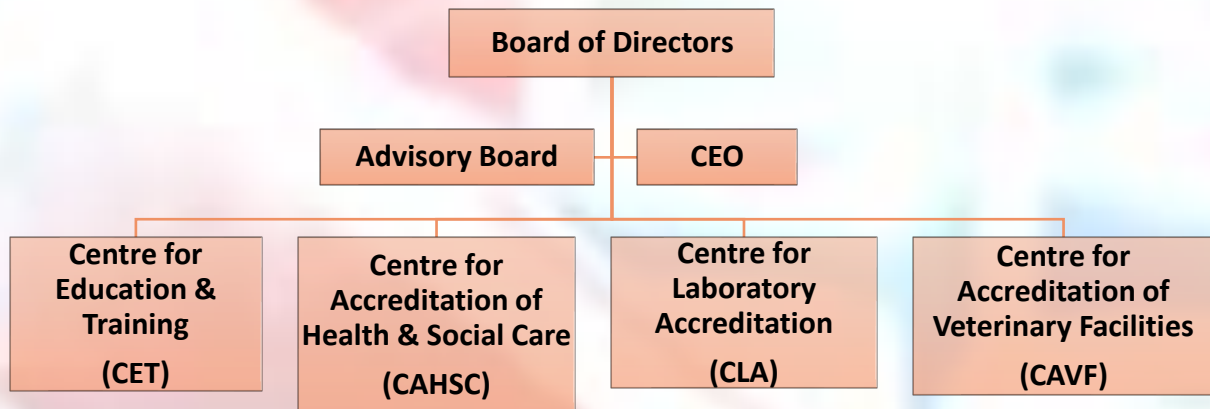 Board of Directors
Advisory Board
CEO
Centre for
Education &
Training
(CET)
Centre for
Accreditation of
Health & Social Care
(CAHSC)
Centre for
Laboratory
Accreditation
(CLA)
Centre for
Accreditation of
Veterinary Facilities
(CAVF)